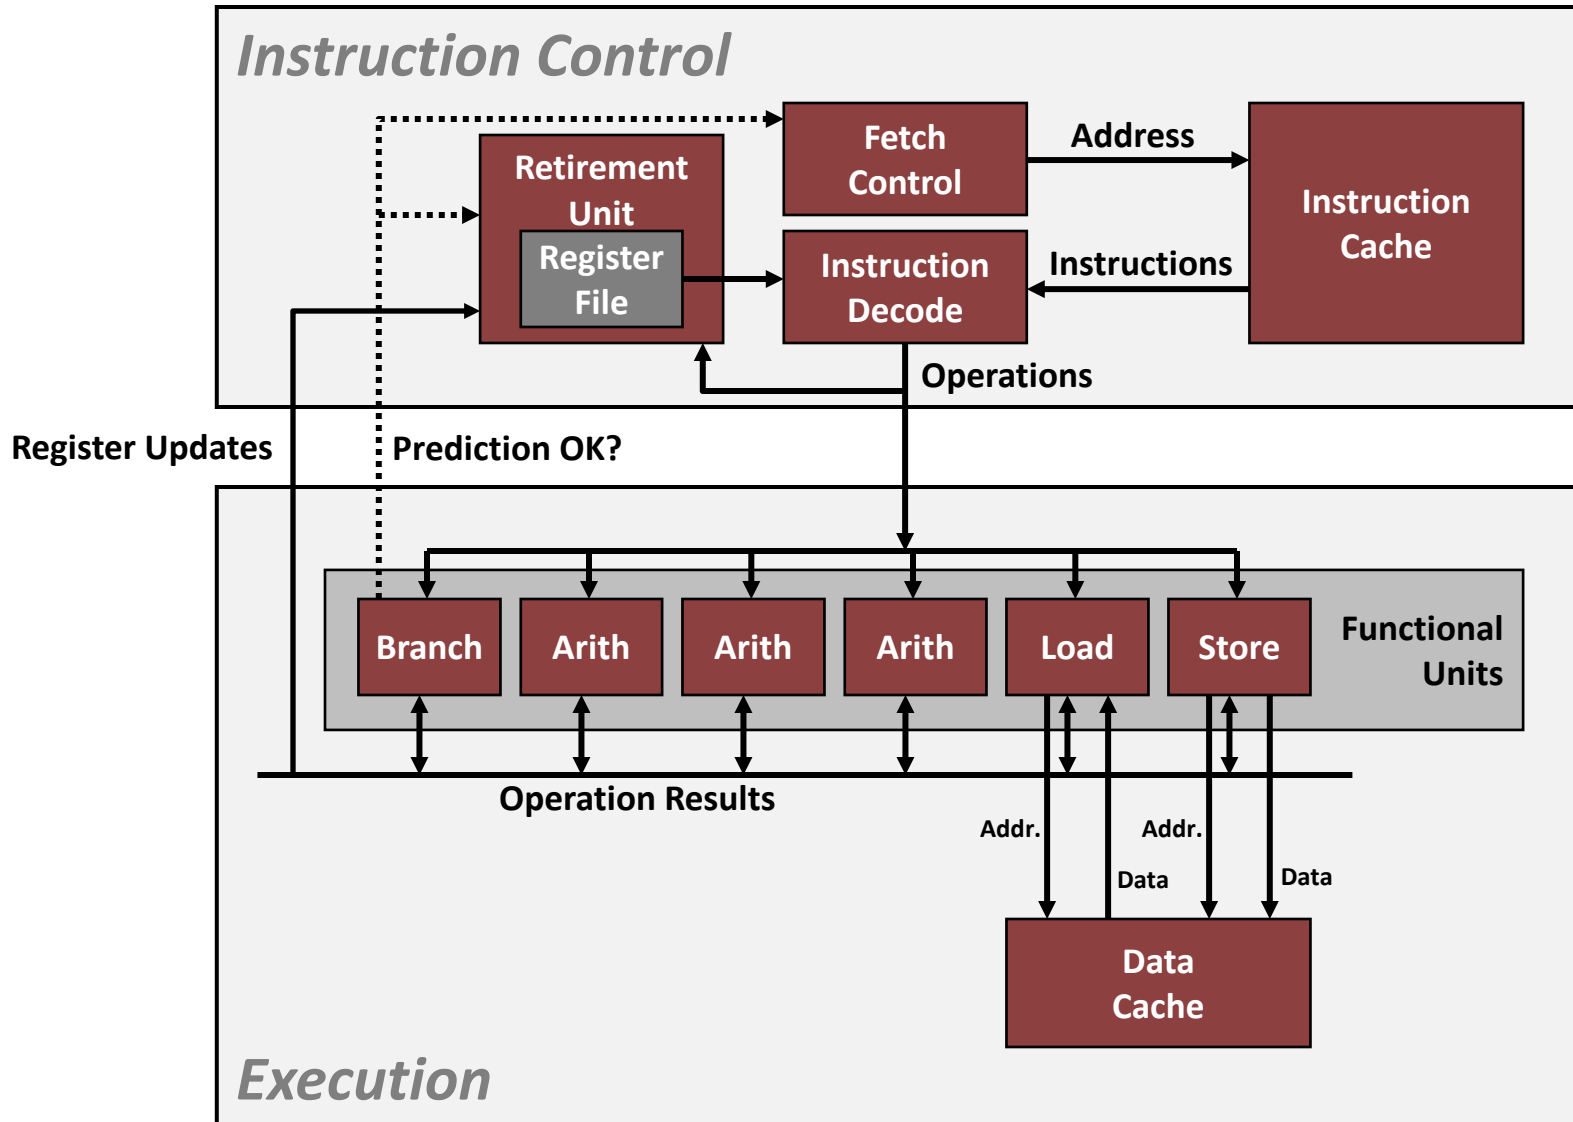 Instruction Control
Retirement
Unit
Register
File
Fetch
Control
Address
Instruction
Cache
Instruction
Decode
Instructions
Operations
Register Updates
Prediction OK?
Branch
Arith
Arith
Arith
Load
Store
Functional
Units
Operation Results
Addr.
Addr.
Data
Data
Data
Cache
Execution